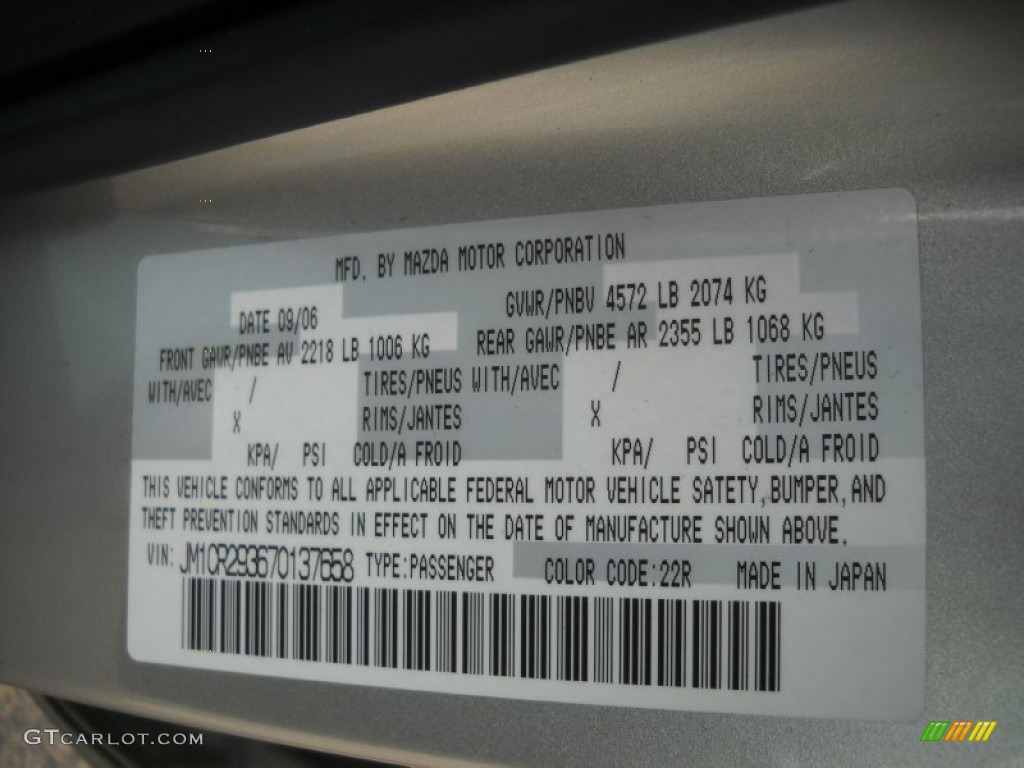 MFD. BY MAZDA MOTOR CORPORATION
DATE 09/06 GVWR/PNBV 4572 LB 2074 KG
FRONT GAWR/PNBE AV 2218 LB 1006 KG REAR GAWR/PNBE AR 2355 LB 1068 KG
WITH/AVEC / TIRES/PNEUS WITH/AVEC / TIRES/PNEUS
X RIMS/JANTES X RIMS/JANTES
KPA/ PSI COLD/A FROID KPA/ PSI COLD/A FROID
THIS VEHICLE CONFORMS TO ALL APPLICABLE FEDERAL MOTOR VEHICLE SATETY, BUMPER, AND
THEFT PREVENTION STANDARDS IN EFFECT ON THE DATE OF MANUFACTURE SHOWN ABOVE.
VIN: JM1CR293670137658 TYPE:PASSENGER COLOR CODE:22R MADE IN JAPAN
GTCARLOT.COM